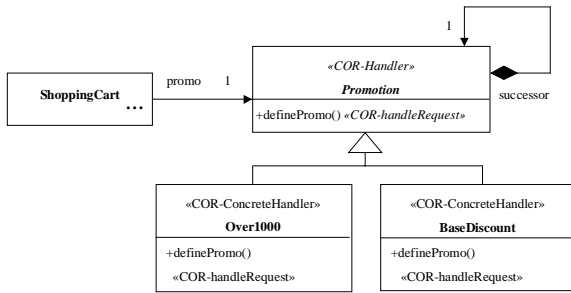 1
«COR-Handler»
promo 1
Promotion
ShoppingCart
...
successor
+definePromo() «COR-handleRequest»
«COR-ConcreteHandler»
Over1000
+definePromo()
«COR-handleRequest»
«COR-ConcreteHandler»
BaseDiscount
+definePromo()
«COR-handleRequest»